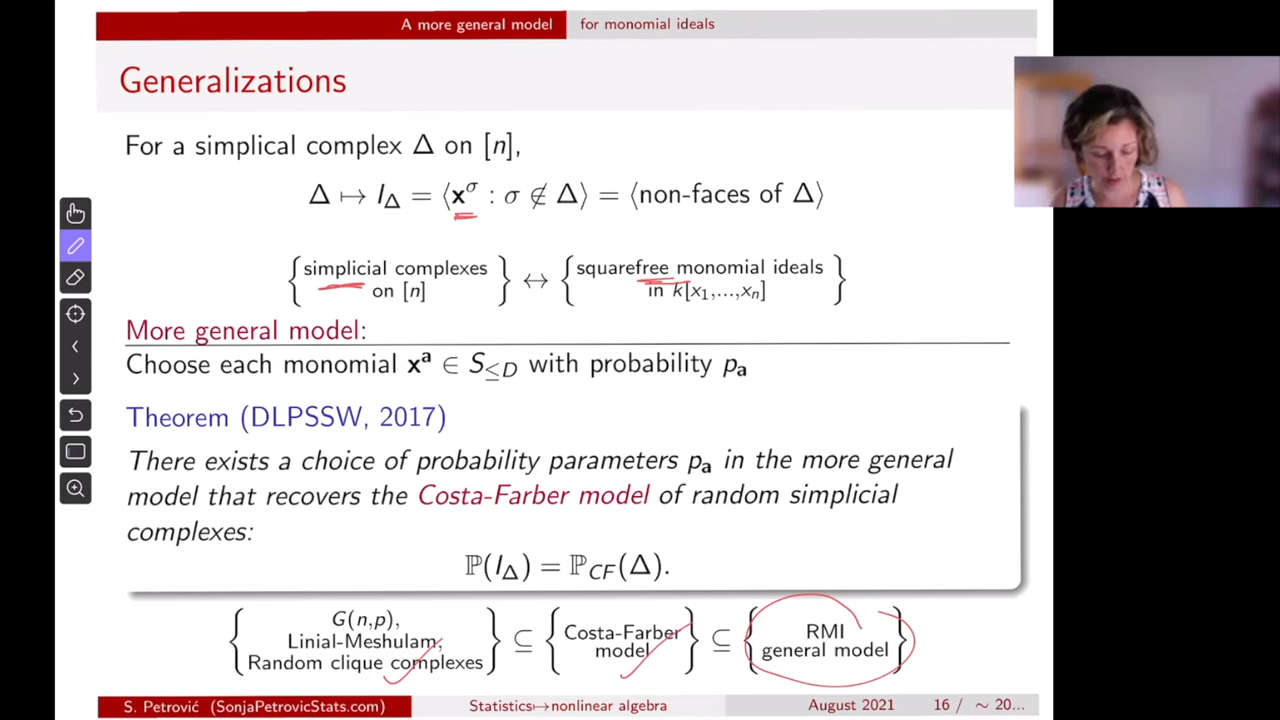 A more general model for monomial ideals
Generalizations
For a simplical complex Δ on [n],
Δ ↦ I_Δ = ⟨x^σ : σ ∉ Δ⟩ = ⟨non-faces of Δ⟩
{ simplicial complexes on [n] } ↔ { squarefree monomial ideals in k[x₁,...,xₙ] }
More general model:
Choose each monomial x^a ∈ S_≤D with probability p_a
Theorem (DLPSSW, 2017)
There exists a choice of probability parameters p_a in the more general
model that recovers the Costa-Farber model of random simplicial
complexes:
ℙ(I_Δ) = ℙ_CF(Δ).
{ G(n,p), Linial-Meshulam, Random clique complexes } ⊆ { Costa-Farber model } ⊆ { RMI general model }
S. Petrović (SonjaPetrovicStats.com) Statistics↦nonlinear algebra August 2021 16 / ∼ 20...